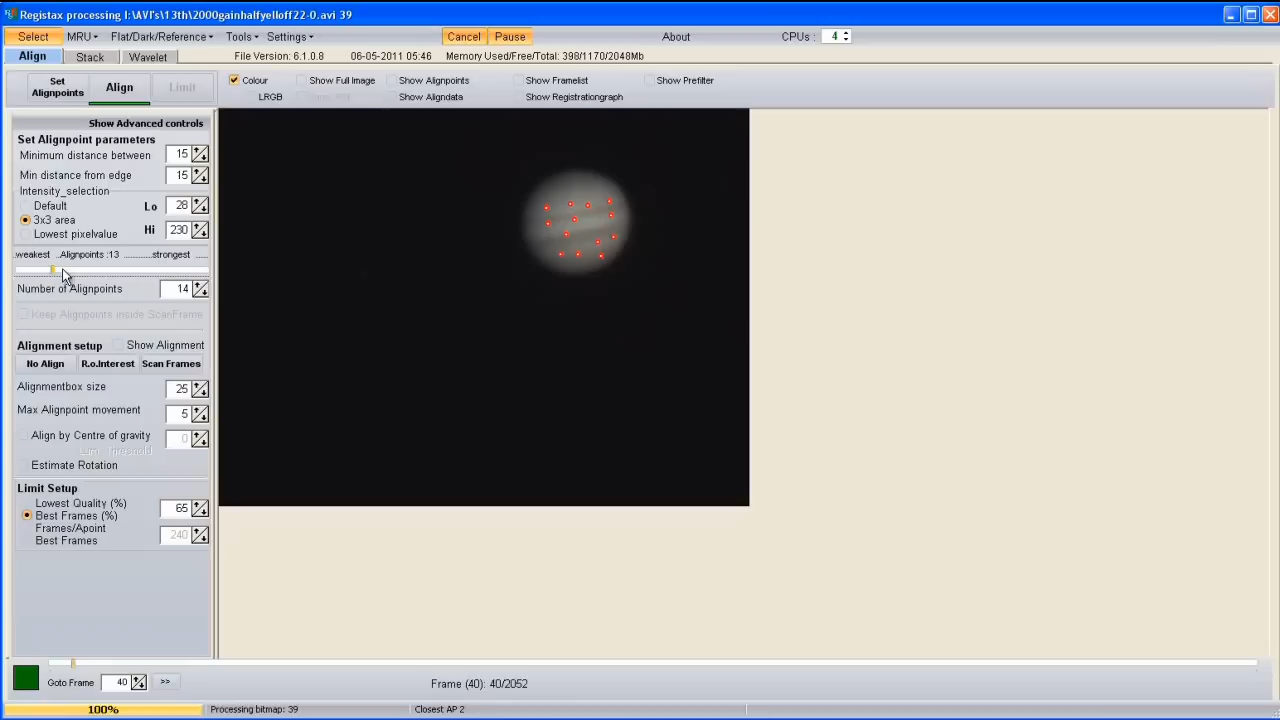 Registax processing I:\AVI's\13th\2000gainhalfyelloff22-0.avi 39
Select MRU Flat/Dark/Reference Tools Settings Cancel Pause About CPUs : 4
Align Stack Wavelet File Version: 6.1.0.8 06-05-2011 05:46 Memory Used/Free/Total: 398/1170/2048Mb
Set Alignpoints Align Limit
Colour Show Full Image Show Alignpoints Show Framelist Show Prefilter
LRGB Show Aligndata Show Registrationgraph
Show Advanced controls
Set Alignpoint parameters
Minimum distance between 15
Min distance from edge 15
Intensity_selection
Default Lo 28
3x3 area
Lowest pixelvalue Hi 230
weakest ..Alignpoints :13 ................strongest ......
Number of Alignpoints 14
Keep Alignpoints inside ScanFrame
Alignment setup Show Alignment
No Align R.o.Interest Scan Frames
Alignmentbox size 25
Max Alignpoint movement 5
Align by Centre of gravity 0
Estimate Rotation
Limit Setup
Lowest Quality (%)
Best Frames (%) 65
Frames/Apoint
Best Frames 240
Goto Frame 40 >> Frame (40): 40/2052
100% Processing bitmap: 39 Closest AP 2